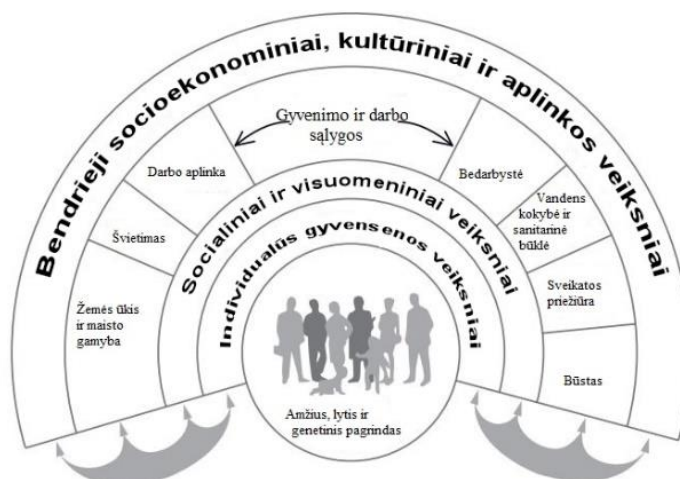 Bendrieji socioekonominiai, kultūriniai ir aplinkos veiksniai
Gyvenimo ir darbo
sąlygos
Darbo aplinka
Švietimas
Žemės ūkis
ir maisto
gamyba
Bedarbystė
Vandens
kokybė ir
sanitarinė
būklė
Sveikatos
priežiūra
Būstas
Socialiniai ir visuomeniniai veiksniai
Individualūs gyvensenos veiksniai
Amžius, lytis ir
genetinis pagrindas